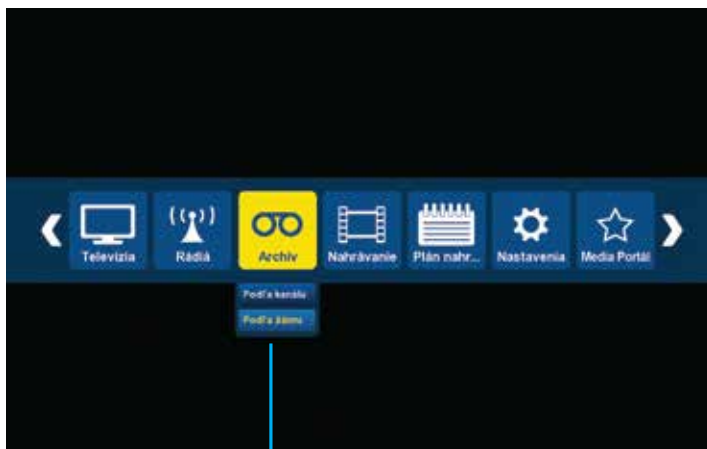 Televízia
Rádiá
Archív
Nahrávanie
Plán nahr...
Nastavenia
Media Portál
Podľa kanálu
Podľa žánru